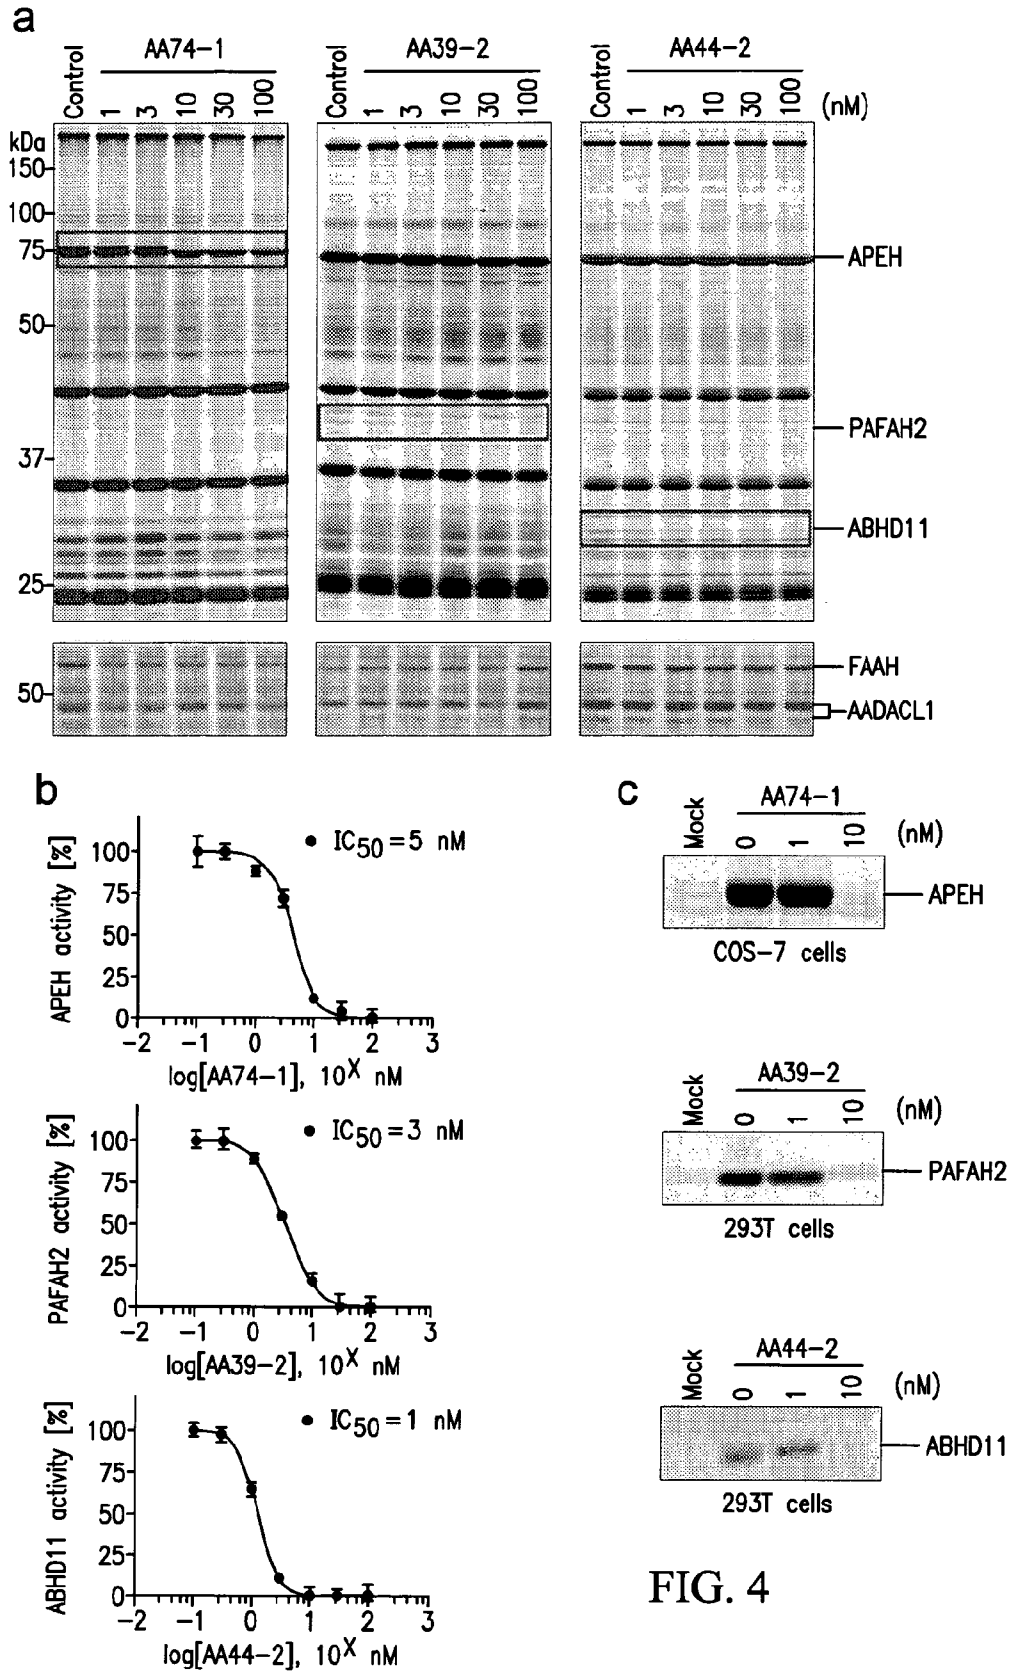 a
AA74-1 AA39-2 AA44-2
Control 1 3 10 30 100 Control 1 3 10 30 100 Control 1 3 10 30 100 (nM)
kDa
150
100
75
APEH
50
PAFAH2
37
ABHD11
25
FAAH
50
AADACL1
b
APEH activity [%]
100
75
50
25
0
IC50=5 nM
-2 -1 0 1 2 3
log[AA74-1], 10X nM
PAFAH2 activity [%]
100
75
50
25
0
IC50=3 nM
-2 -1 0 1 2 3
log[AA39-2], 10X nM
ABHD11 activity [%]
100
75
50
25
0
IC50=1 nM
-2 -1 0 1 2 3
log[AA44-2], 10X nM
c
AA74-1
Mock 0 1 10 (nM)
APEH
COS-7 cells
AA39-2
Mock 0 1 10 (nM)
PAFAH2
293T cells
AA44-2
Mock 0 1 10 (nM)
ABHD11
293T cells
FIG. 4